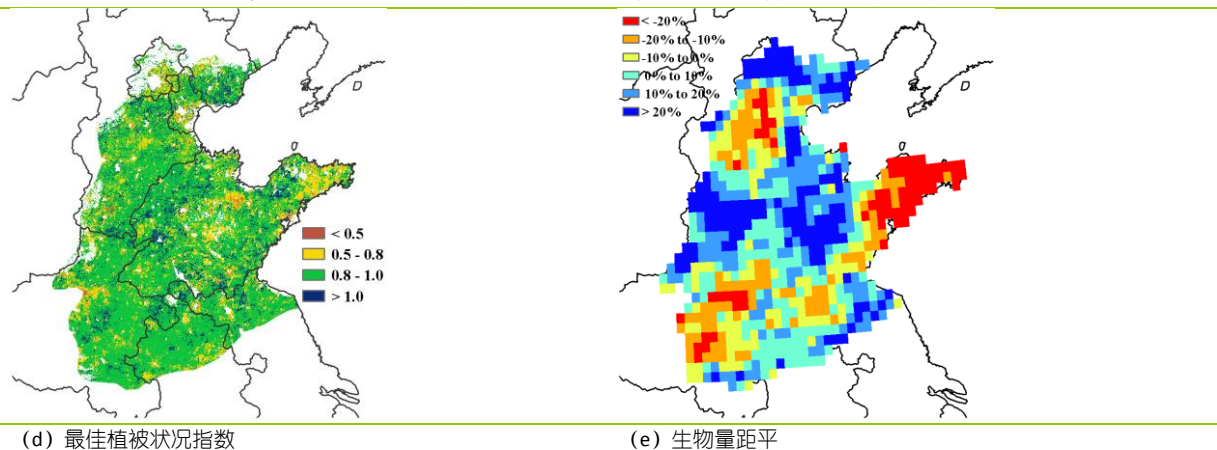 < -20%
-20% to -10%
-10% to 0%
0% to 10%
10% to 20%
> 20%
< 0.5
0.5 - 0.8
0.8 - 1.0
> 1.0
(d) 最佳植被状况指数
(e) 生物量距平